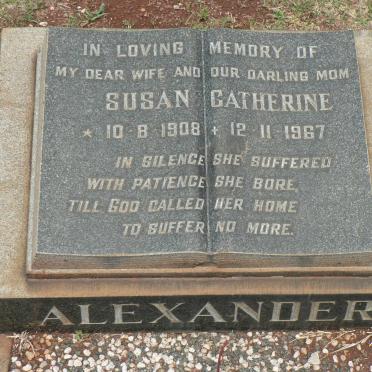 IN LOVING MEMORY OF
MY DEAR WIFE AND OUR DARLING MOM
SUSAN CATHERINE
* 10·8·1908 + 12·11·1967
IN SILENCE SHE SUFFERED
WITH PATIENCE SHE BORE,
TILL GOD CALLED HER HOME
TO SUFFER NO MORE.
ALEXANDER